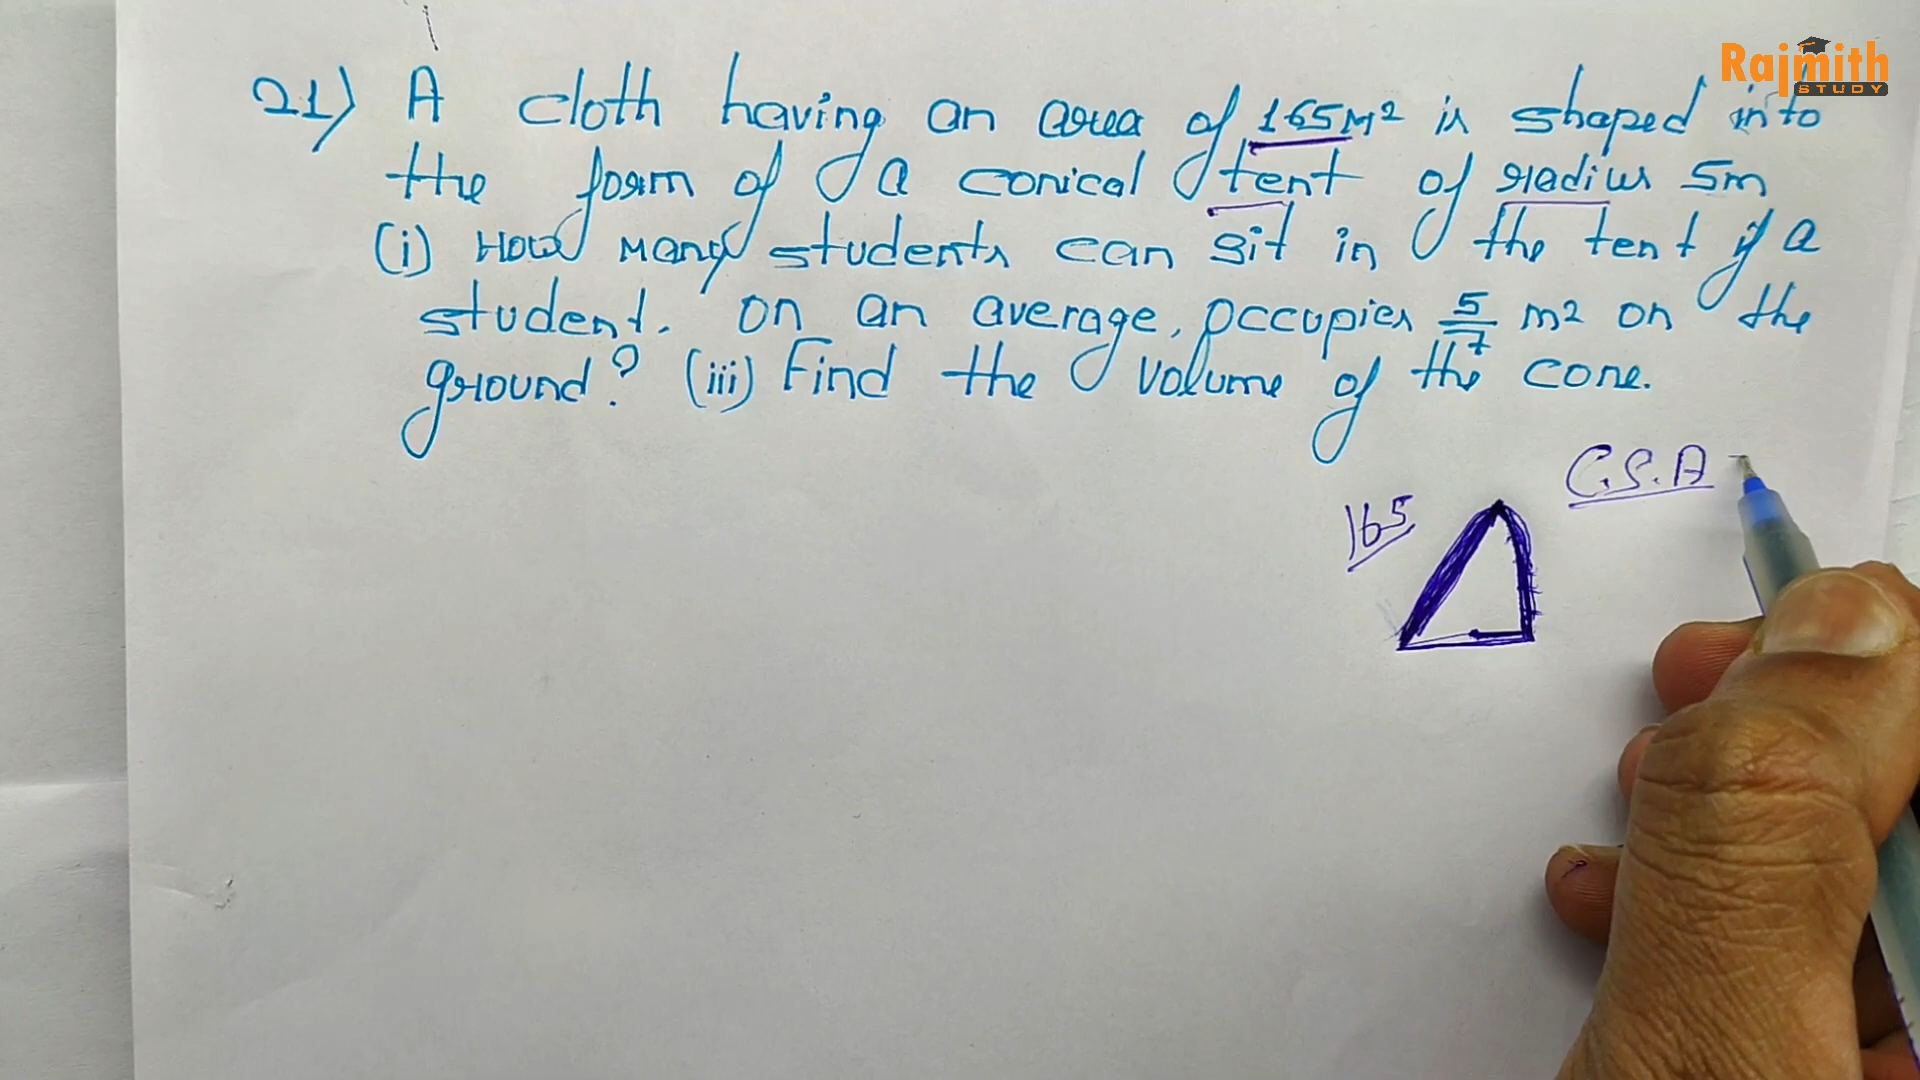 Rajmith
STUDY
21) A cloth having an area of 165M² is shaped into
the form of a conical tent of radius 5m
(i) How many students can sit in the tent if a
student. on an average, occupies 5/7 m² on the
ground? (iii) Find the volume of the cone.
C.S.A -
165